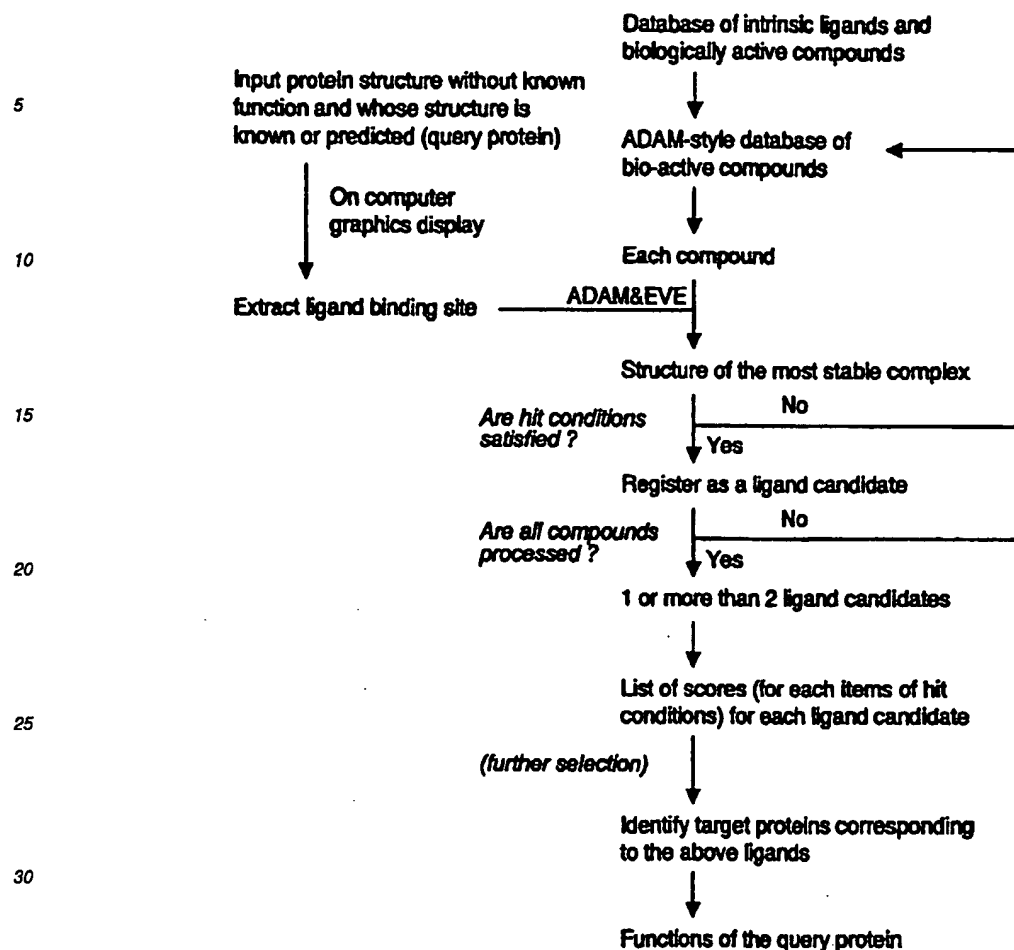 Database of intrinsic ligands and
biologically active compounds
Input protein structure without known
function and whose structure is
known or predicted (query protein)
5
ADAM-style database of
bio-active compounds
On computer
graphics display
10
Each compound
ADAM&EVE
Extract ligand binding site
Structure of the most stable complex
15
No
Are hit conditions
satisfied ?
Yes
Register as a ligand candidate
No
Are all compounds
processed ?
Yes
20
1 or more than 2 ligand candidates
List of scores (for each items of hit
conditions) for each ligand candidate
25
(further selection)
Identify target proteins corresponding
to the above ligands
30
Functions of the query protein